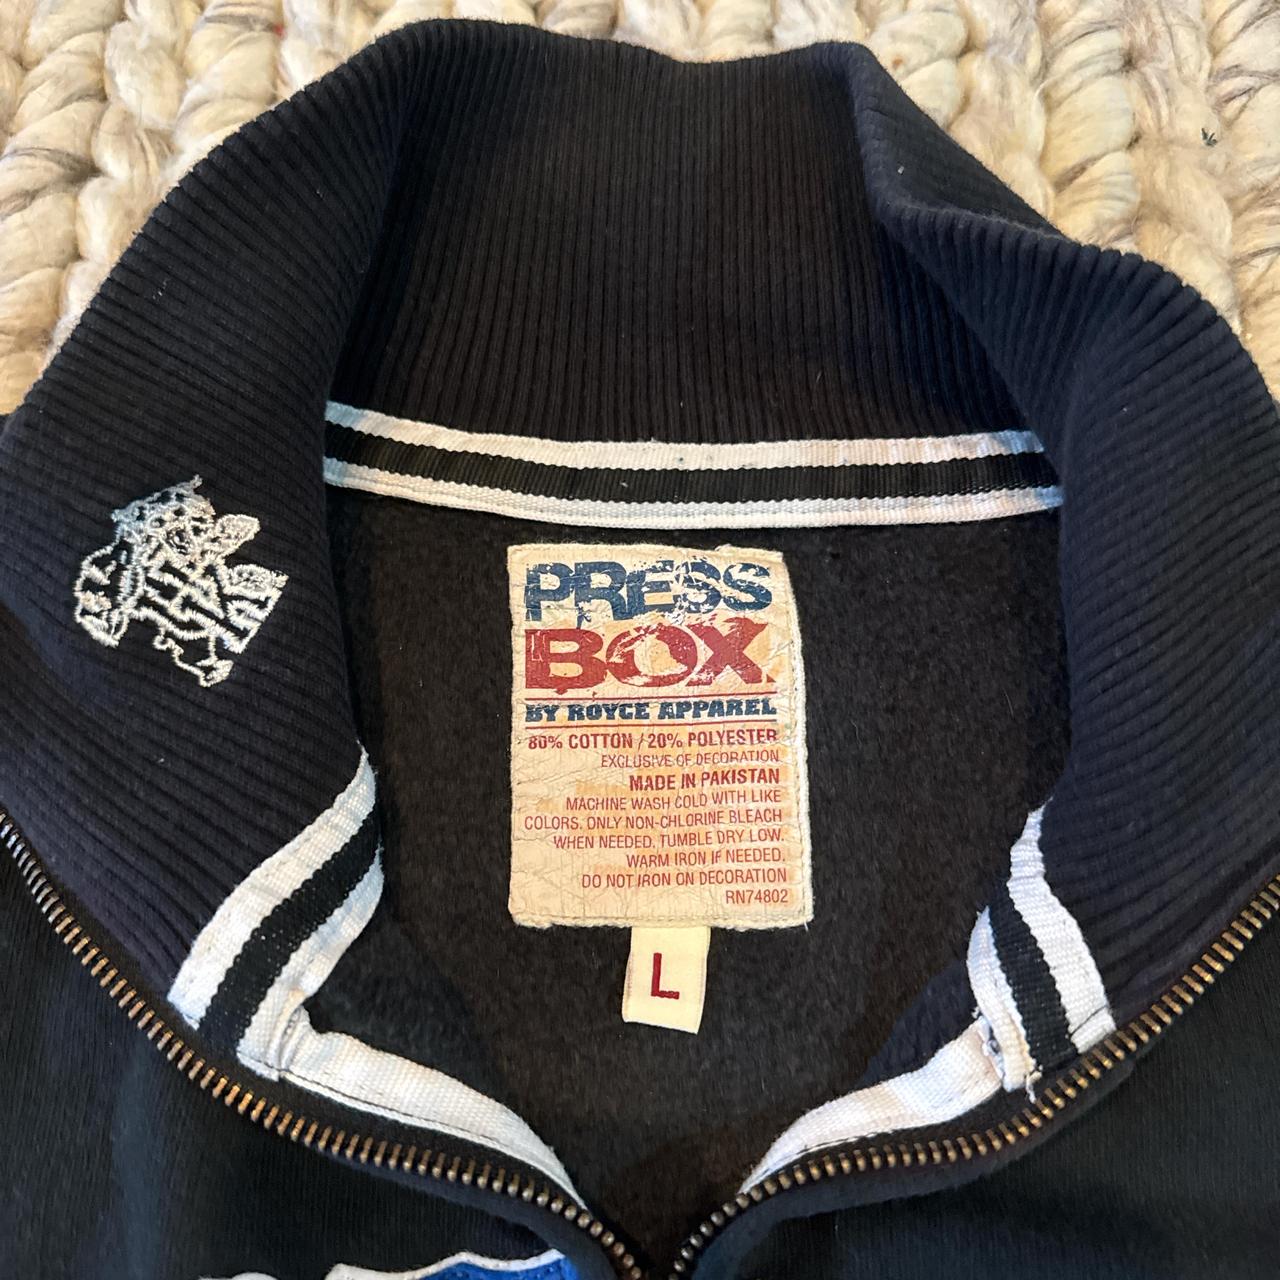 PRESS
BOX
BY ROYCE APPAREL
80% COTTON / 20% POLYESTER
EXCLUSIVE OF DECORATION
MADE IN PAKISTAN
MACHINE WASH COLD WITH LIKE
COLORS. ONLY NON-CHLORINE BLEACH
WHEN NEEDED. TUMBLE DRY LOW.
WARM IRON IF NEEDED.
DO NOT IRON ON DECORATION
RN74802
L